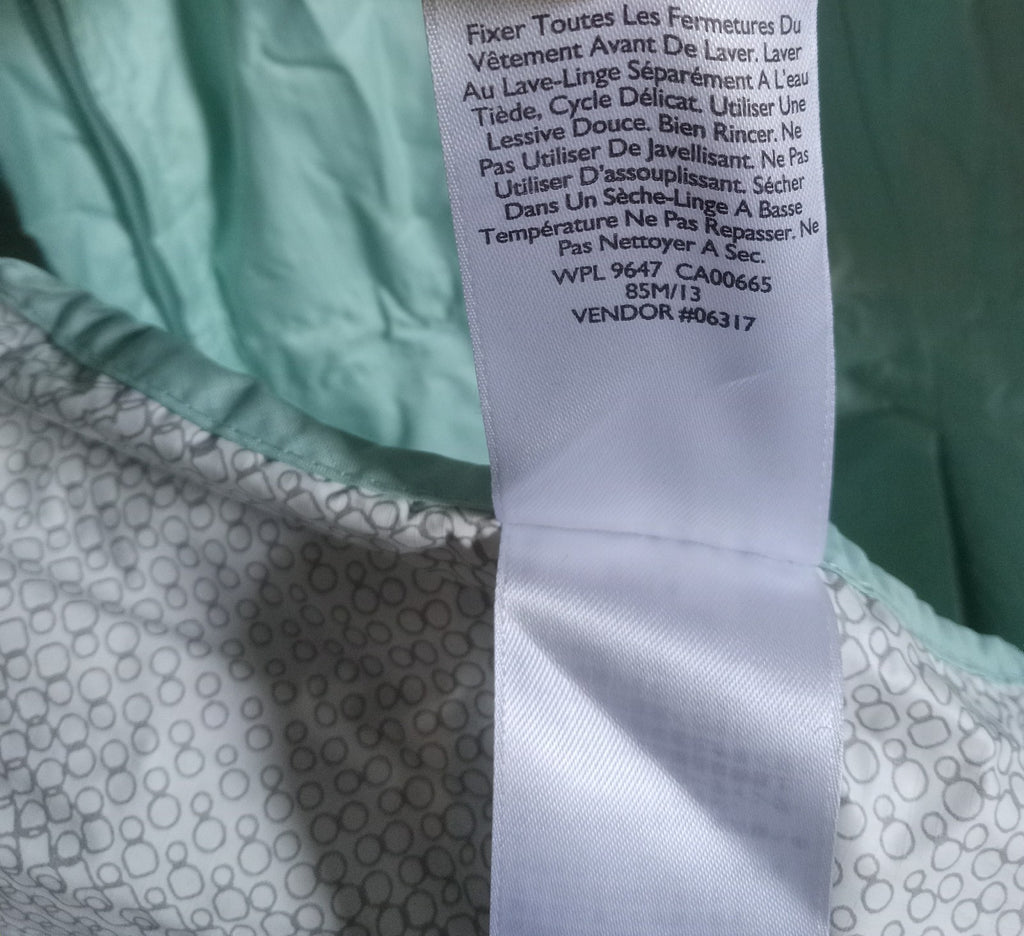 Fixer Toutes Les Fermetures Du
Vêtement Avant De Laver. Laver
Au Lave-Linge Séparément A L'eau
Tiède, Cycle Délicat. Utiliser Une
Lessive Douce. Bien Rincer. Ne
Pas Utiliser De Javellisant. Ne Pas
Utiliser D'assouplissant. Sécher
Dans Un Sèche-Linge A Basse
Température Ne Pas Repasser. Ne
Pas Nettoyer A Sec.
WPL 9647 CA00665
85M/13
VENDOR #06317